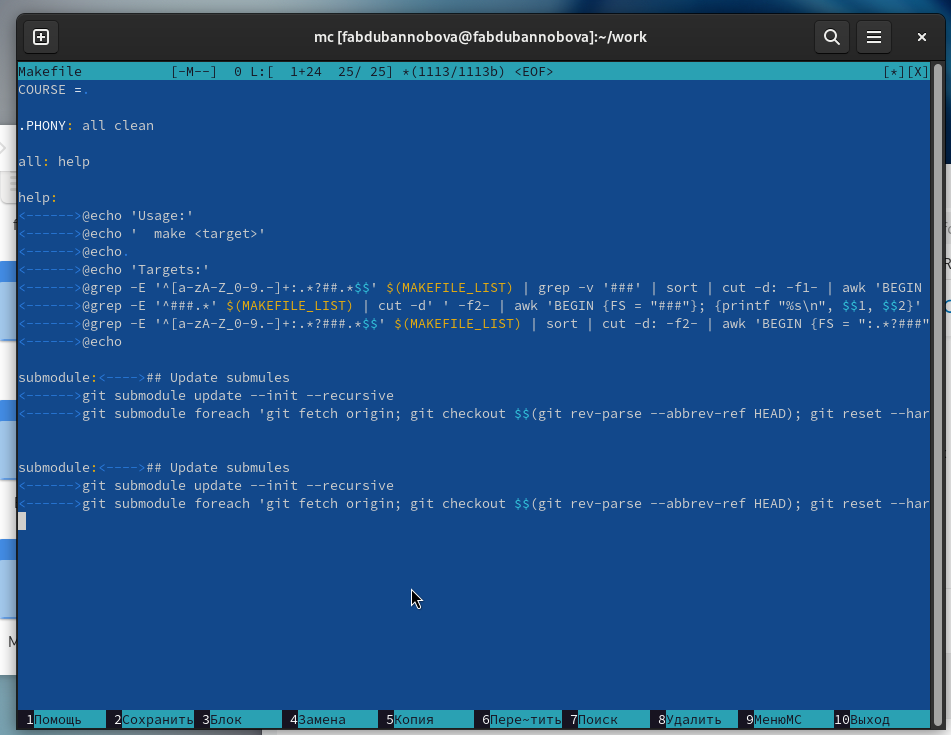 mc [fabdubannobova@fabdubannobova]:~/work
Makefile [-M--] 0 L:[ 1+24 25/ 25] *(1113/1113b) <EOF> [*][X]
COURSE =.
.PHONY: all clean
all: help
help:
<------>@echo 'Usage:'
<------>@echo '  make <target>'
<------>@echo.
<------>@echo 'Targets:'
<------>@grep -E '^[a-zA-Z_0-9.-]+:.*?##.*$$' $(MAKEFILE_LIST) | grep -v '###' | sort | cut -d: -f1- | awk 'BEGIN
<------>@grep -E '^###.*' $(MAKEFILE_LIST) | cut -d' ' -f2- | awk 'BEGIN {FS = "###"}; {printf "%s\n", $$1, $$2}'
<------>@grep -E '^[a-zA-Z_0-9.-]+:.*?###.*$$' $(MAKEFILE_LIST) | sort | cut -d: -f2- | awk 'BEGIN {FS = ":.*?###"
<------>@echo
submodule:<---->## Update submules
<------>git submodule update --init --recursive
<------>git submodule foreach 'git fetch origin; git checkout $$(git rev-parse --abbrev-ref HEAD); git reset --har
submodule:<---->## Update submules
<------>git submodule update --init --recursive
<------>git submodule foreach 'git fetch origin; git checkout $$(git rev-parse --abbrev-ref HEAD); git reset --har
1Помощь 2Сохранить 3Блок 4Замена 5Копия 6Пере~тить 7Поиск 8Удалить 9МенюМС 10Выход